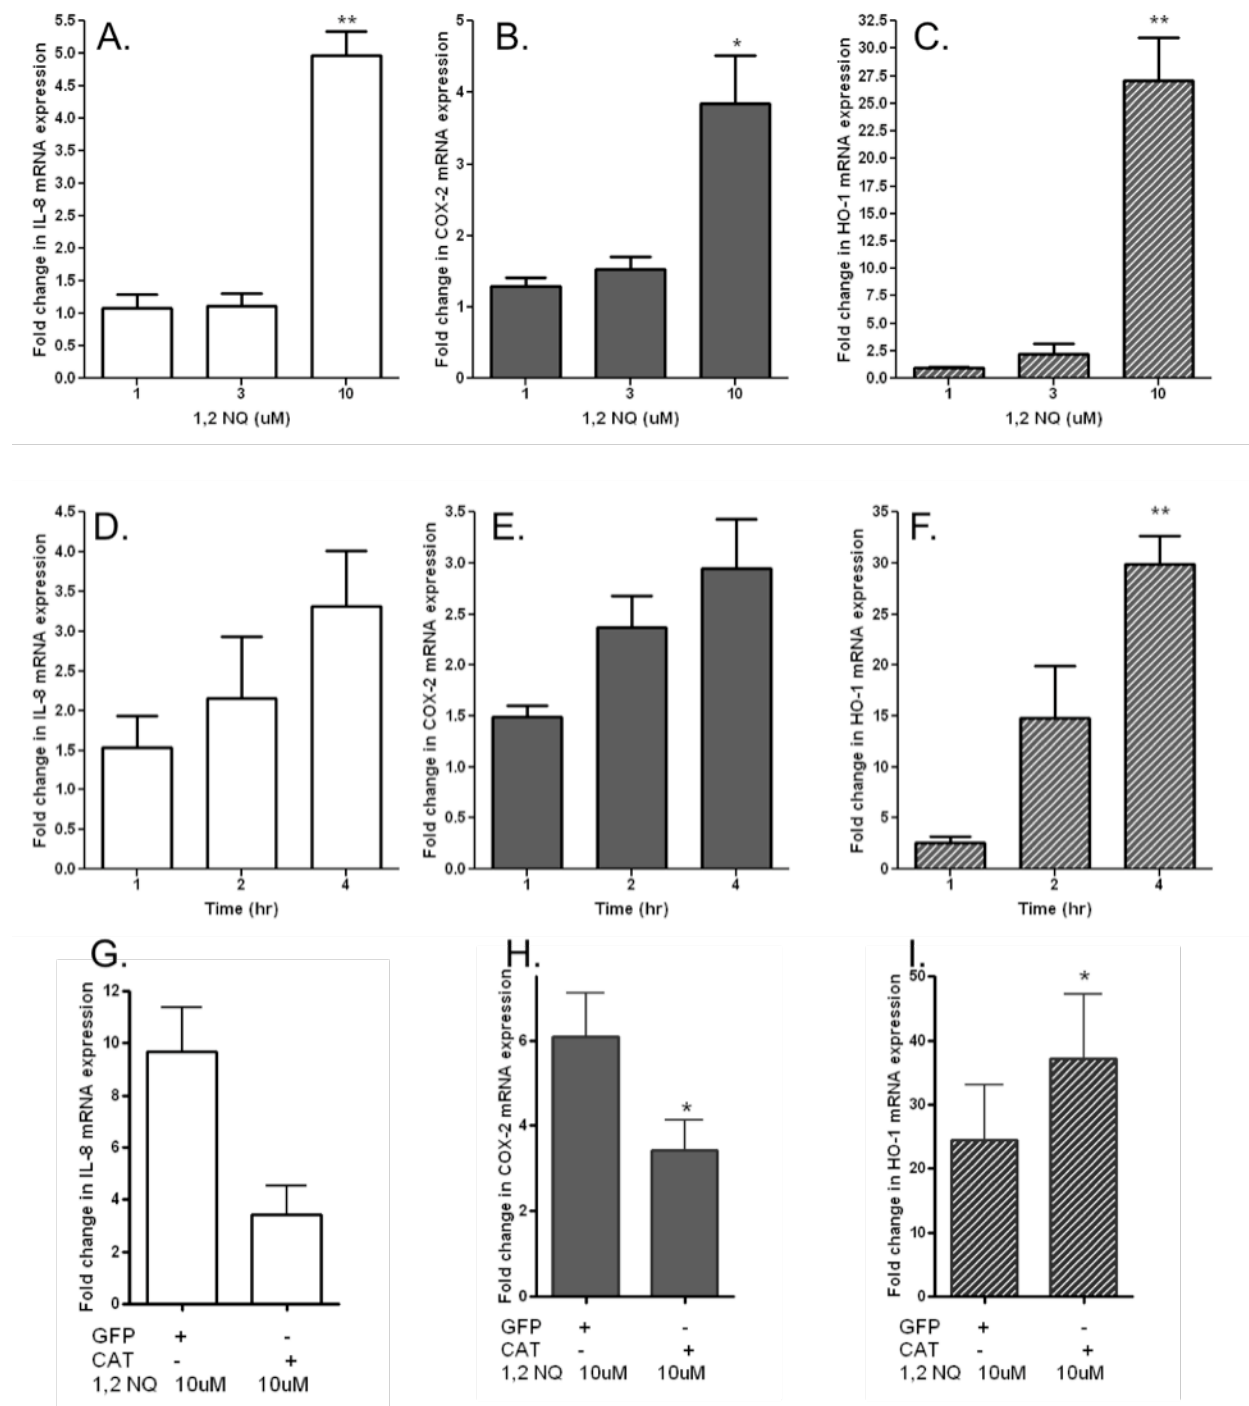 A.
Fold change in IL-8 mRNA expression
5.5
5.0
4.5
4.0
3.5
3.0
2.5
2.0
1.5
1.0
0.5
0.0
**
1 3 10
1,2 NQ (uM)
B.
Fold change in COX-2 mRNA expression
5
4
3
2
1
0
*
1 3 10
1,2 NQ (uM)
C.
Fold change in HO-1 mRNA expression
32.5
30.0
27.5
25.0
22.5
20.0
17.5
15.0
12.5
10.0
7.5
5.0
2.5
0.0
**
1 3 10
1,2 NQ (uM)
D.
Fold change in IL-8 mRNA expression
4.5
4.0
3.5
3.0
2.5
2.0
1.5
1.0
0.5
0.0
1 2 4
Time (hr)
E.
Fold change in COX-2 mRNA expression
3.5
3.0
2.5
2.0
1.5
1.0
0.5
0.0
1 2 4
Time (hr)
F.
Fold change in HO-1 mRNA expression
35
30
25
20
15
10
5
0
**
1 2 4
Time (hr)
G.
Fold change in IL-8 mRNA expression
12
10
8
6
4
2
0
GFP + -
CAT - +
1,2 NQ 10uM 10uM
H.
Fold change in COX-2 mRNA expression
6
4
2
0
*
GFP + -
CAT - +
1,2 NQ 10uM 10uM
I.
Fold change in HO-1 mRNA expression
50
40
30
20
10
0
*
GFP + -
CAT - +
1,2 NQ 10uM 10uM